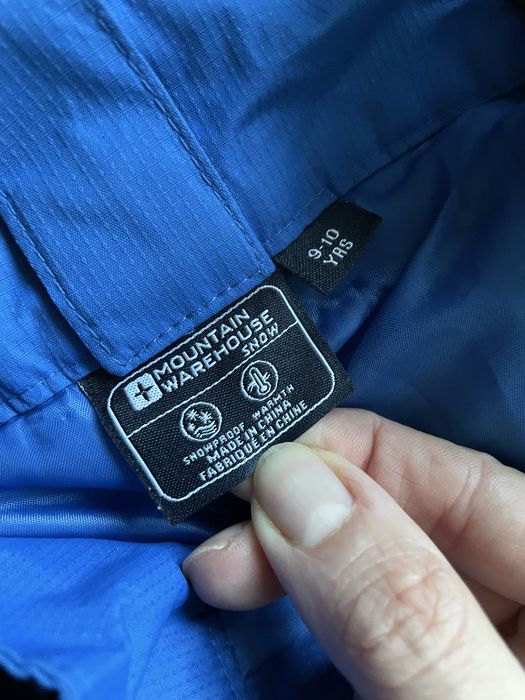 9-10
YRS
MOUNTAIN
WAREHOUSE
SNOW
SNOWPROOF WARMTH
MADE IN CHINA
FABRIQUÉ EN CHINE